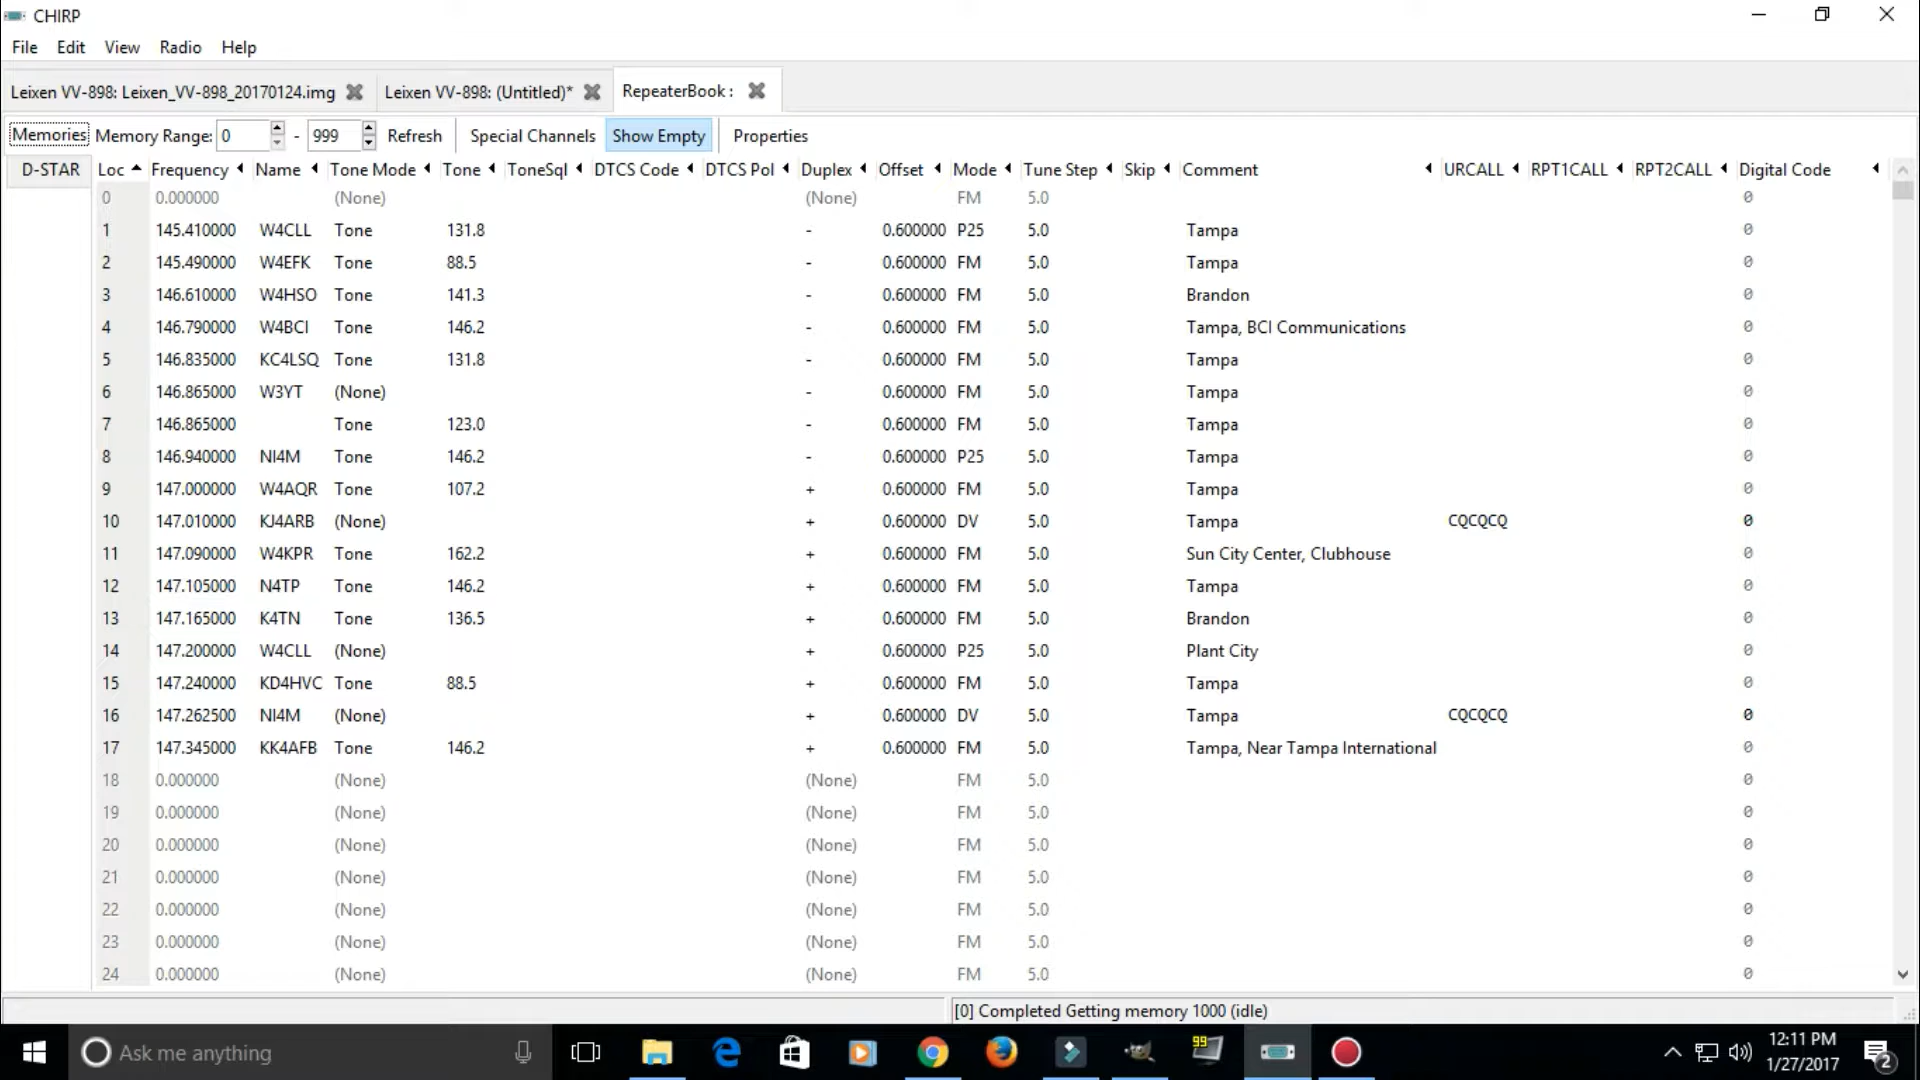 CHIRP
File Edit View Radio Help
Leixen VV-898: Leixen_VV-898_20170124.img Leixen VV-898: (Untitled)* RepeaterBook :
Memories Memory Range: 0 - 999 Refresh Special Channels Show Empty Properties
D-STAR Loc Frequency Name Tone Mode Tone ToneSql DTCS Code DTCS Pol Duplex Offset Mode Tune Step Skip Comment URCALL RPT1CALL RPT2CALL Digital Code
0 0.000000 (None) (None) FM 5.0 0
1 145.410000 W4CLL Tone 131.8 - 0.600000 P25 5.0 Tampa 0
2 145.490000 W4EFK Tone 88.5 - 0.600000 FM 5.0 Tampa 0
3 146.610000 W4HSO Tone 141.3 - 0.600000 FM 5.0 Brandon 0
4 146.790000 W4BCI Tone 146.2 - 0.600000 FM 5.0 Tampa, BCI Communications 0
5 146.835000 KC4LSQ Tone 131.8 - 0.600000 FM 5.0 Tampa 0
6 146.865000 W3YT (None) - 0.600000 FM 5.0 Tampa 0
7 146.865000 Tone 123.0 - 0.600000 FM 5.0 Tampa 0
8 146.940000 NI4M Tone 146.2 - 0.600000 P25 5.0 Tampa 0
9 147.000000 W4AQR Tone 107.2 + 0.600000 FM 5.0 Tampa 0
10 147.010000 KJ4ARB (None) + 0.600000 DV 5.0 Tampa CQCQCQ 0
11 147.090000 W4KPR Tone 162.2 + 0.600000 FM 5.0 Sun City Center, Clubhouse 0
12 147.105000 N4TP Tone 146.2 + 0.600000 FM 5.0 Tampa 0
13 147.165000 K4TN Tone 136.5 + 0.600000 FM 5.0 Brandon 0
14 147.200000 W4CLL (None) + 0.600000 P25 5.0 Plant City 0
15 147.240000 KD4HVC Tone 88.5 + 0.600000 FM 5.0 Tampa 0
16 147.262500 NI4M (None) + 0.600000 DV 5.0 Tampa CQCQCQ 0
17 147.345000 KK4AFB Tone 146.2 + 0.600000 FM 5.0 Tampa, Near Tampa International 0
18 0.000000 (None) (None) FM 5.0 0
19 0.000000 (None) (None) FM 5.0 0
20 0.000000 (None) (None) FM 5.0 0
21 0.000000 (None) (None) FM 5.0 0
22 0.000000 (None) (None) FM 5.0 0
23 0.000000 (None) (None) FM 5.0 0
24 0.000000 (None) (None) FM 5.0 0
[0] Completed Getting memory 1000 (idle)
Ask me anything 99 12:11 PM
1/27/2017 2